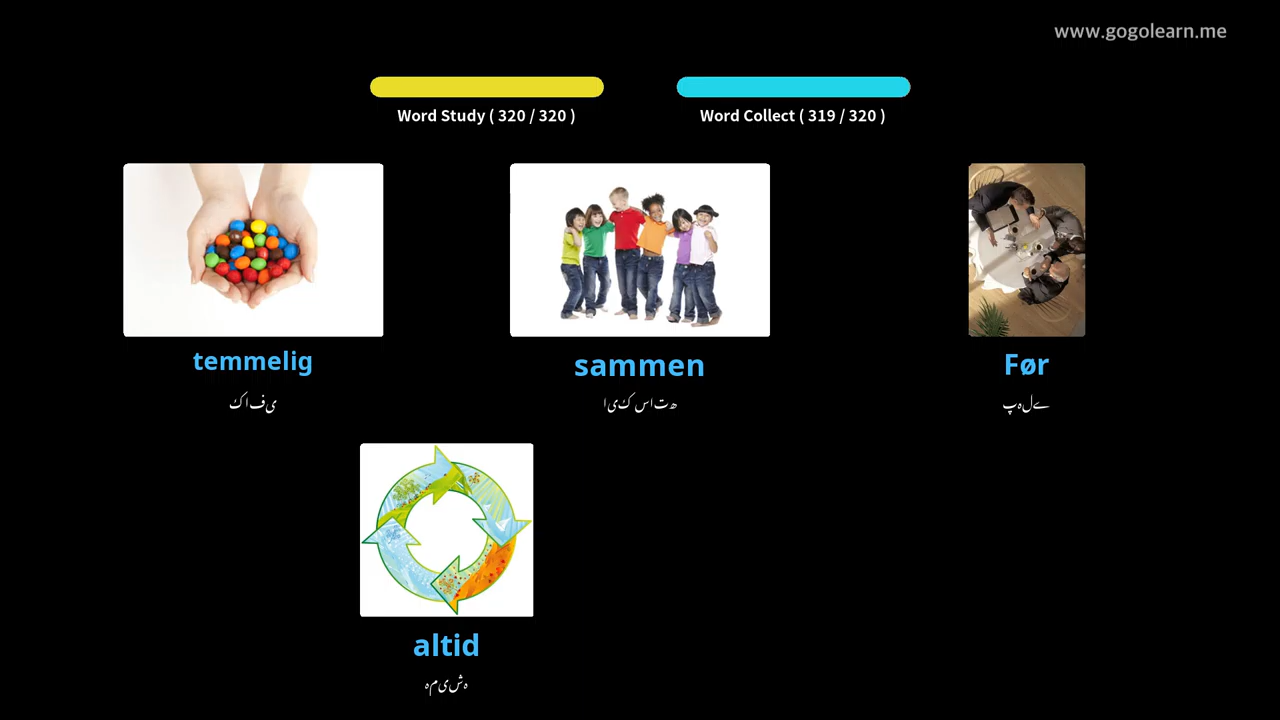 www.gogolearn.me
Word Study ( 320 / 320 )
Word Collect ( 319 / 320 )
temmelig
sammen
Før
کافی
ایک ساتھ
پہلے
altid
ہمیشہ